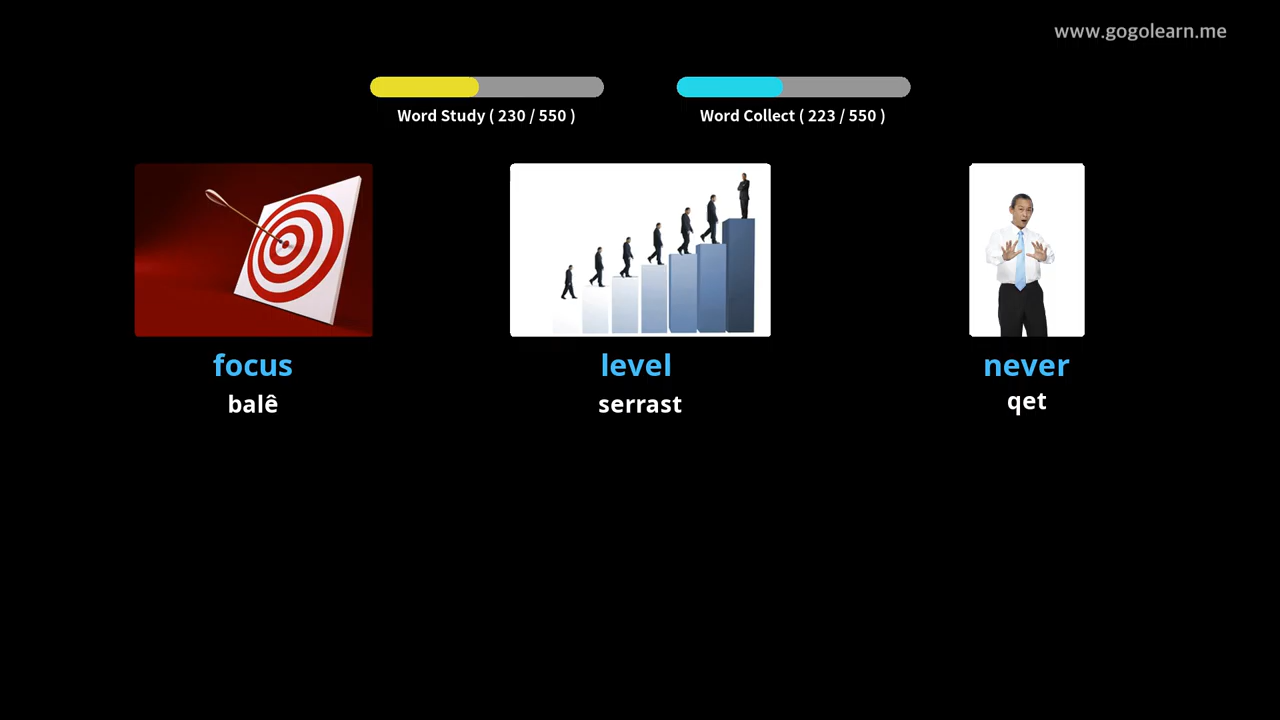 www.gogolearn.me
Word Study ( 230 / 550 )
Word Collect ( 223 / 550 )
focus
balê
level
serrast
never
qet